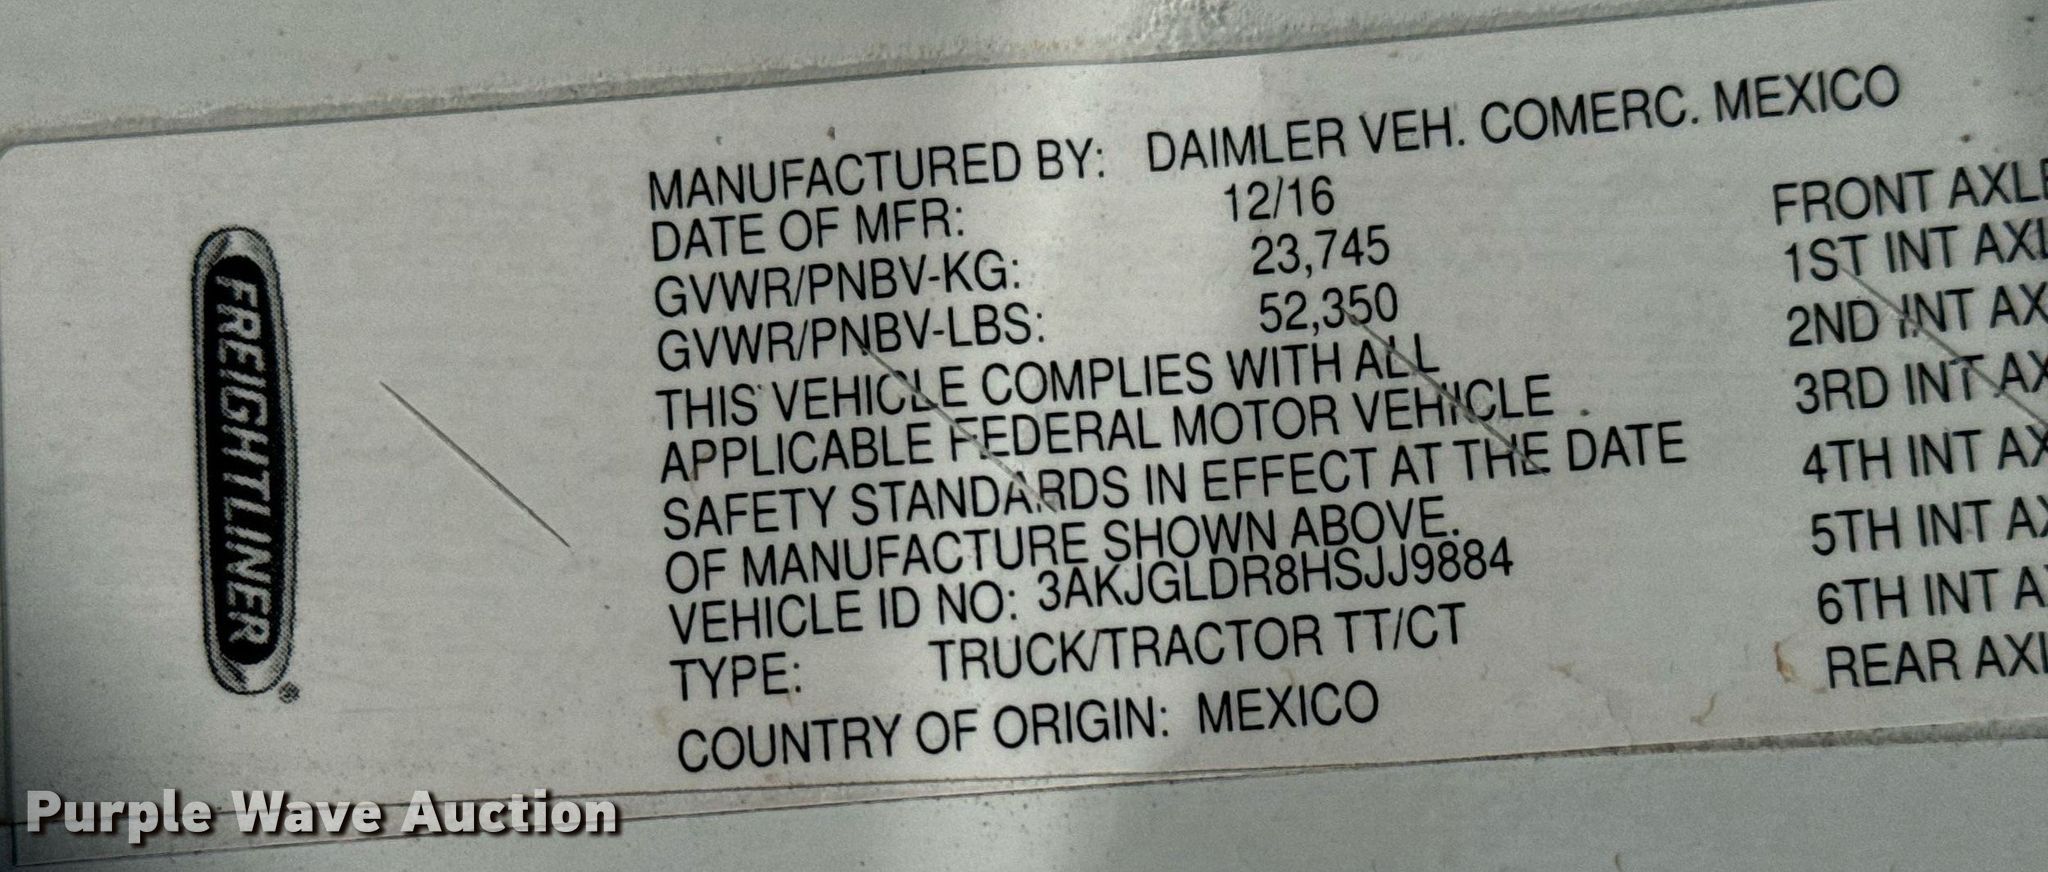 FREIGHTLINER
MANUFACTURED BY: DAIMLER VEH. COMERC. MEXICO
DATE OF MFR: 12/16
GVWR/PNBV-KG: 23,745
GVWR/PNBV-LBS: 52,350
THIS VEHICLE COMPLIES WITH ALL
APPLICABLE FEDERAL MOTOR VEHICLE
SAFETY STANDARDS IN EFFECT AT THE DATE
OF MANUFACTURE SHOWN ABOVE.
VEHICLE ID NO: 3AKJGLDR8HSJJ9884
TYPE: TRUCK/TRACTOR TT/CT
COUNTRY OF ORIGIN: MEXICO
FRONT AXLE
1ST INT AXL
2ND INT AX
3RD INT AX
4TH INT AX
5TH INT AX
6TH INT A
REAR AXL
Purple Wave Auction